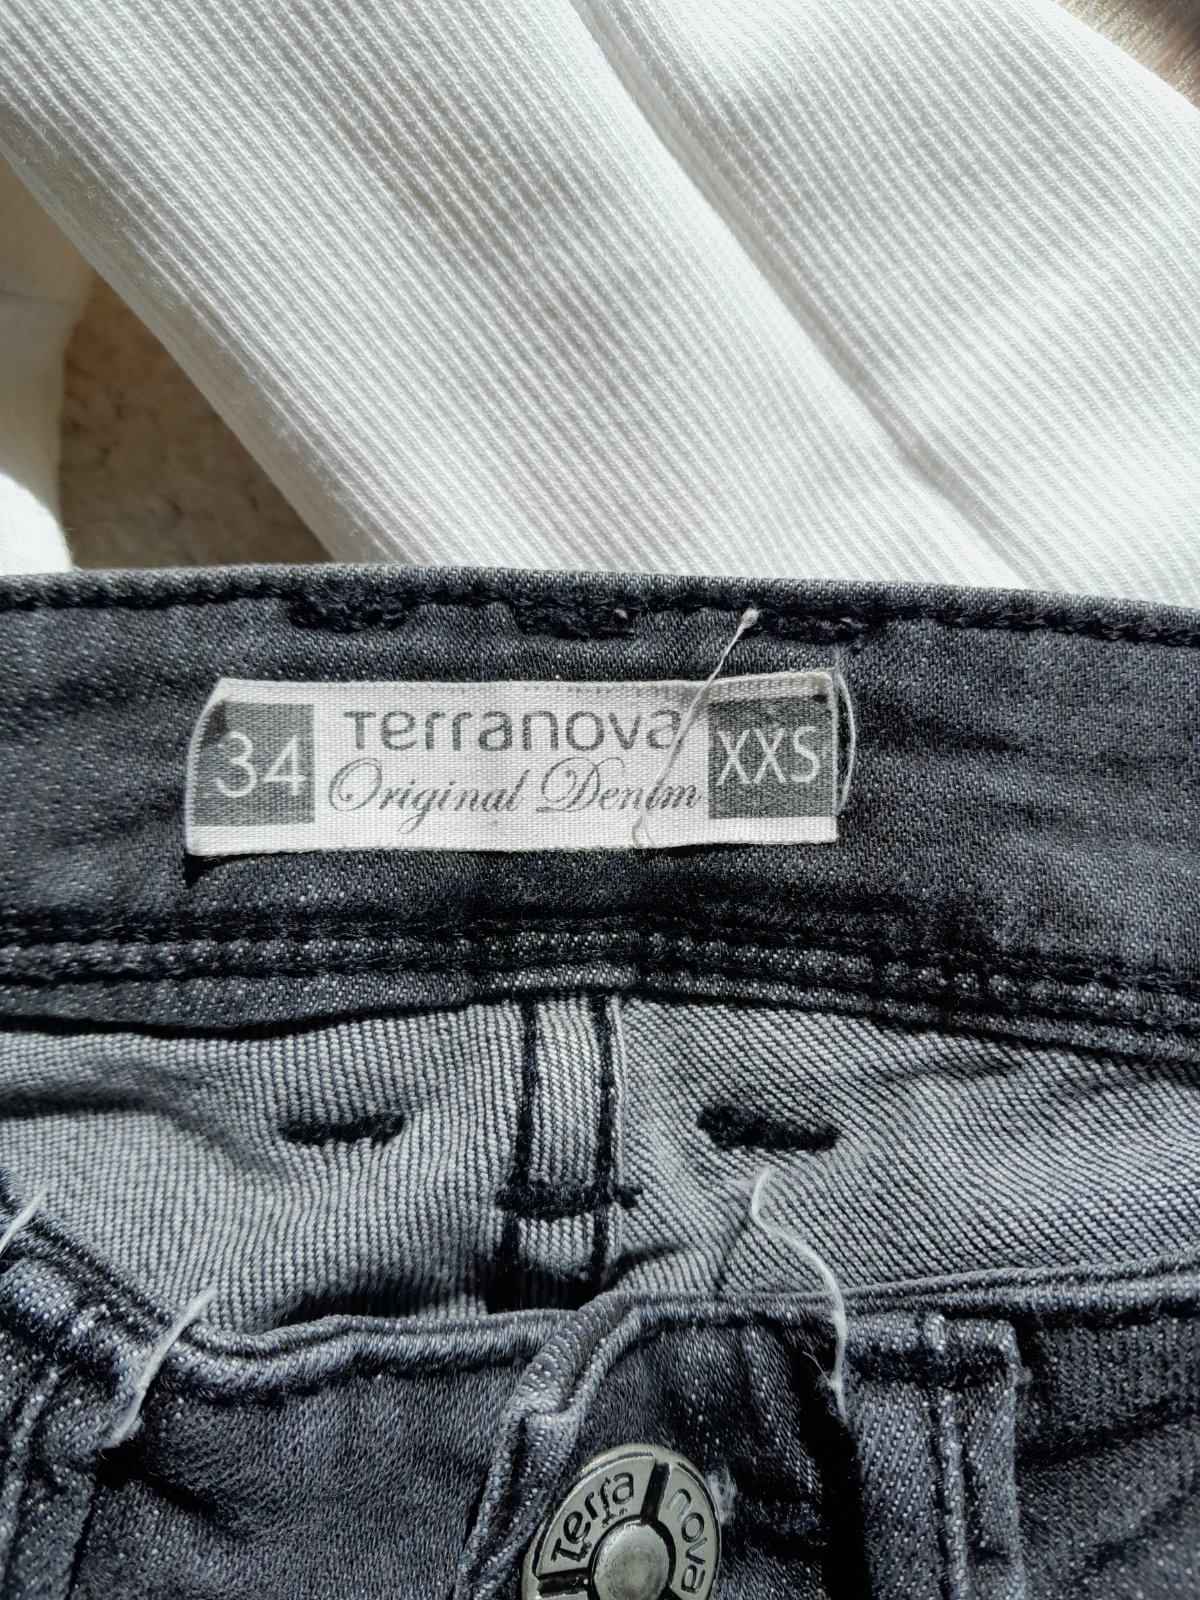 34 Terranova XXS
Original Denim
Terra nova